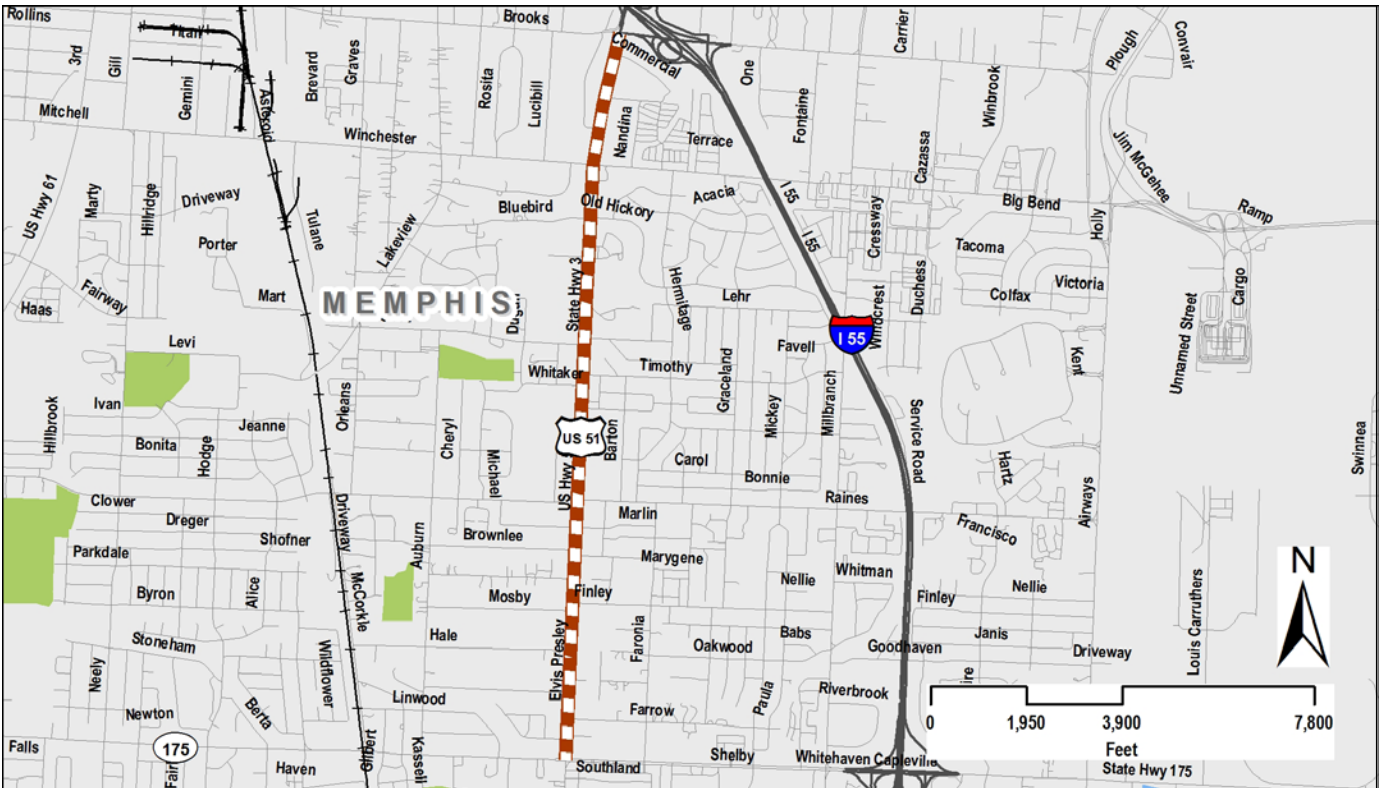 Rollins
Brooks
Titan
3rd
Gill
Gemini
Asteroid
Brevard
Graves
Rosita
Lucibill
Commercial
One
Carrier
Plough
Convair
Mitchell
Winchester
Nandina
Terrace
Fontaine
Winbrook
Cazassa
Jim McGehee
US Hwy 61
Marty
Hillridge
Driveway
Tulane
Lakeview
Bluebird
Old Hickory
Acacia
I 55
I 55
Cressway
Big Bend
Holly
Ramp
Porter
Tacoma
Haas
Fairway
Mart
MEMPHIS
State Hwy 3
Hermitage
Lehr
Duchess
Colfax
Victoria
Cargo
Unnamed Street
Levi
Whitaker
Timothy
Graceland
Favell
I 55
Windcrest
Kent
Ivan
Hillbrook
Bonita
Hodge
Jeanne
Orleans
Cheryl
Michael
US 51
US Hwy
Barton
Carol
Mickey
Bonnie
Millbranch
Service Road
Hartz
Airways
Swinnea
Clower
Dreger
Shofner
Driveway
Auburn
Brownlee
Marlin
Raines
Francisco
Parkdale
Byron
Alice
McCorkle
Mosby
Finley
Marygene
Nellie
Whitman
Finley
Nellie
N
Stoneham
Neely
Wildflower
Hale
Elvis Presley
Faronia
Oakwood
Babs
Goodhaven
Janis
Driveway
Louis Carruthers
Newton
Berta
Linwood
Farrow
Paula
Riverbrook
0 1,950 3,900 7,800
Feet
Falls
175
Haven
Gilbert
Kassell
Southland
Shelby
Whitehaven Capleville
State Hwy 175